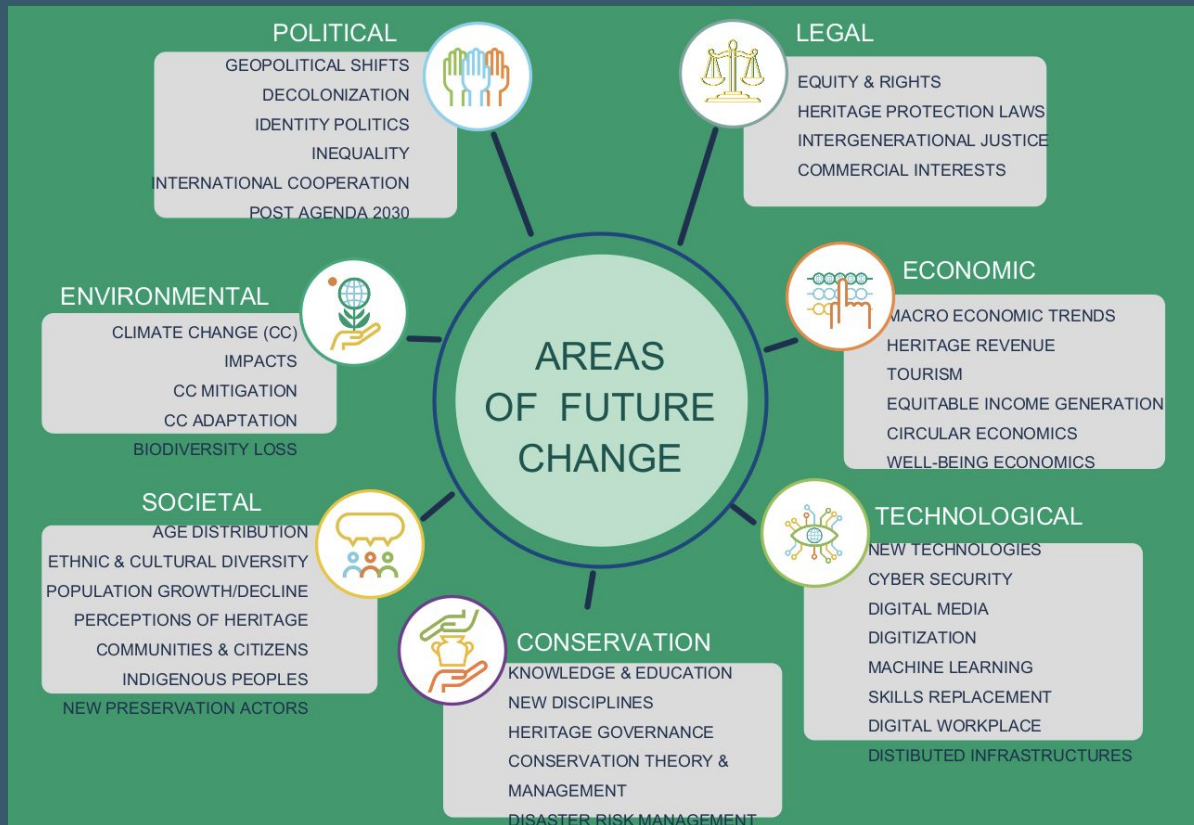 POLITICAL
GEOPOLITICAL SHIFTS
DECOLONIZATION
IDENTITY POLITICS
INEQUALITY
INTERNATIONAL COOPERATION
POST AGENDA 2030
LEGAL
EQUITY & RIGHTS
HERITAGE PROTECTION LAWS
INTERGENERATIONAL JUSTICE
COMMERCIAL INTERESTS
ENVIRONMENTAL
CLIMATE CHANGE (CC)
IMPACTS
CC MITIGATION
CC ADAPTATION
BIODIVERSITY LOSS
AREAS
OF FUTURE
CHANGE
ECONOMIC
MACRO ECONOMIC TRENDS
HERITAGE REVENUE
TOURISM
EQUITABLE INCOME GENERATION
CIRCULAR ECONOMICS
WELL-BEING ECONOMICS
SOCIETAL
AGE DISTRIBUTION
ETHNIC & CULTURAL DIVERSITY
POPULATION GROWTH/DECLINE
PERCEPTIONS OF HERITAGE
COMMUNITIES & CITIZENS
INDIGENOUS PEOPLES
NEW PRESERVATION ACTORS
CONSERVATION
KNOWLEDGE & EDUCATION
NEW DISCIPLINES
HERITAGE GOVERNANCE
CONSERVATION THEORY &
MANAGEMENT
DISASTER RISK MANAGEMENT
TECHNOLOGICAL
NEW TECHNOLOGIES
CYBER SECURITY
DIGITAL MEDIA
DIGITIZATION
MACHINE LEARNING
SKILLS REPLACEMENT
DIGITAL WORKPLACE
DISTIBUTED INFRASTRUCTURES